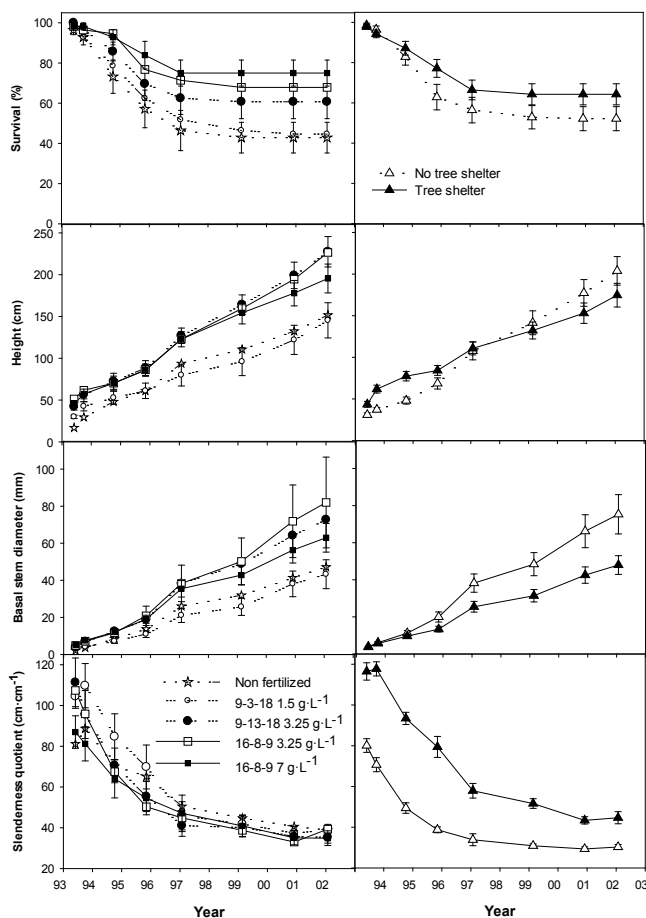 100
80
60
40
20
0
Survival (%)
No tree shelter
Tree shelter
250
200
150
100
50
0
Height (cm)
80
60
40
20
0
Basal stem diameter (mm)
120
100
80
60
40
20
Slenderness quotient (cm·cm-1)
Non fertilized
9-3-18 1.5 g·L-1
9-13-18 3.25 g·L-1
16-8-9 3.25 g·L-1
16-8-9 7 g·L-1
93 94 95 96 97 98 99 00 01 02 93 94 95 96 97 98 99 00 01 02 03
Year Year